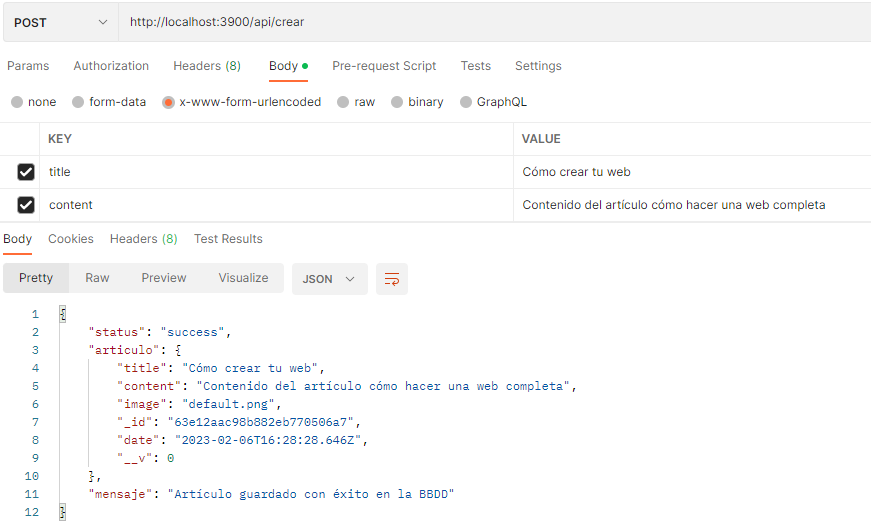 POST http://localhost:3900/api/crear
Params Authorization Headers (8) Body Pre-request Script Tests Settings
none form-data x-www-form-urlencoded raw binary GraphQL
KEY VALUE
title Cómo crear tu web
content Contenido del artículo cómo hacer una web completa
Body Cookies Headers (8) Test Results
Pretty Raw Preview Visualize JSON
1 {
2 "status": "success",
3 "articulo": {
4 "title": "Cómo crear tu web",
5 "content": "Contenido del artículo cómo hacer una web completa",
6 "image": "default.png",
7 "_id": "63e12aac98b882eb770506a7",
8 "date": "2023-02-06T16:28:28.646Z",
9 "__v": 0
10 },
11 "mensaje": "Artículo guardado con éxito en la BBDD"
12 }